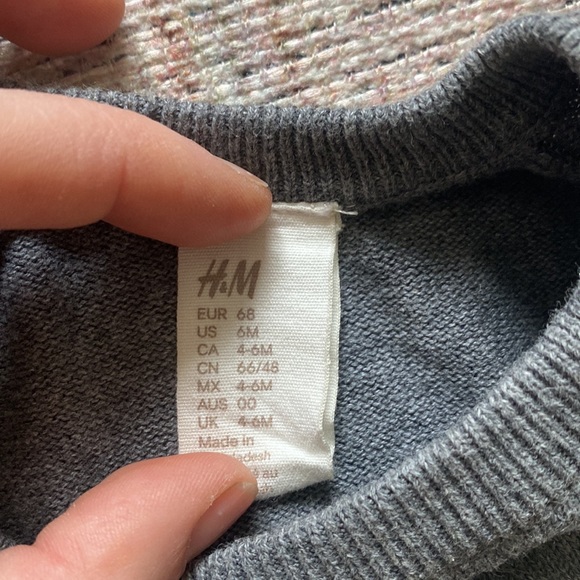 H&M
EUR 68
US 6M
CA 4-6M
CN 66/48
MX 4-6M
AUS 00
UK 4-6M
Made in
au